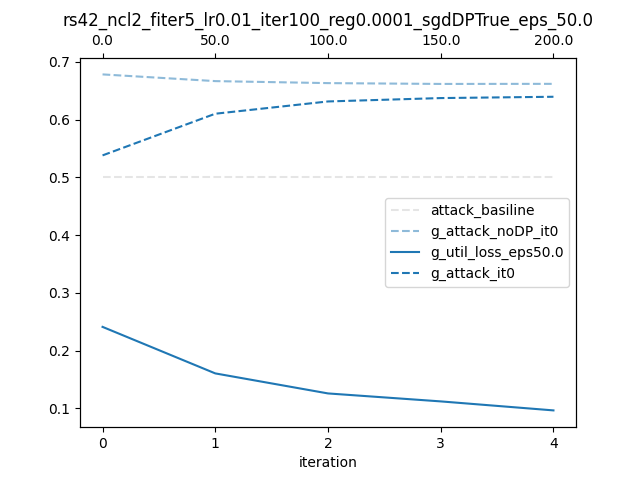 rs42_ncl2_fiter5_lr0.01_iter100_reg0.0001_sgdDPTrue_eps_50.0
0.0 50.0 100.0 150.0 200.0
0.7
0.6
0.5
0.4
0.3
0.2
0.1
attack_basiline
g_attack_noDP_it0
g_util_loss_eps50.0
g_attack_it0
0 1 2 3 4
iteration